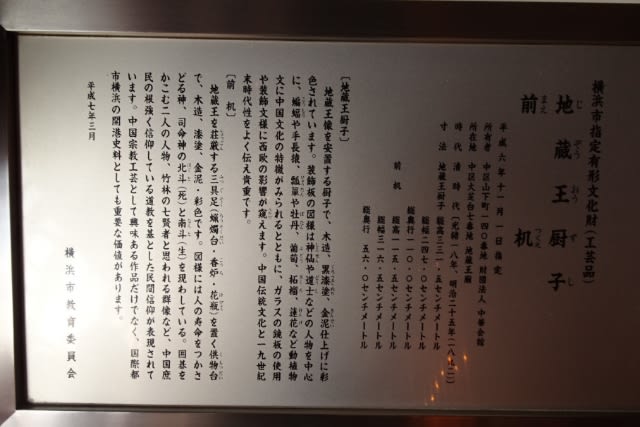 横浜市指定有形文化財(工芸品)
地蔵王厨子
じぞうおうずし
前机
まえづくえ
平成六年十一月一日指定
所有者 中区山下町一四〇番地 財団法人 中華会館
所在地 中区大芝台七番地 地蔵王廟
時代 清時代〔光緒一八年、明治二十五年(一八九二)〕
寸法 地蔵王厨子 総高三三一・五センチメートル
総幅二四七・〇センチメートル
総奥行一一〇・〇センチメートル
前机 総高一一五・五センチメートル
総幅三一六・五センチメートル
総奥行 五六・〇センチメートル
〔地蔵王厨子〕
地蔵王像を安置する厨子で、木造、黒漆塗、金泥仕上げに彩
色されています。装飾板の図様は神仙や道士などの人物を中心
に、蝙蝠や手長猿、瓢箪や牡丹、葡萄、柘榴、蓮花など動植物
文に中国文化の特徴がみられるとともに、ガラスの鏡板の使用
や装飾文様に西欧の影響が窺えます。中国伝統文化と一九世紀
末時代性をよく伝え貴重です。
〔前机〕
地蔵王を荘厳する三具足(蝋燭台・香炉・花瓶)を置く供物台
で、木造、漆塗、金泥・彩色です。図様には人の寿命をつかさ
どる神、司命神の北斗(死)と南斗(生)を現わしている。囲碁を
かこむ二人の人物、竹林の七賢者と思われる群像など、中国庶
民の根強く信仰している道教を基とした民間信仰が表現されて
います。中国宗教工芸として興味ある作品だけでなく、国際都
市横浜の開港史料としても重要な価値があります。
平成七年三月
横浜市教育委員会